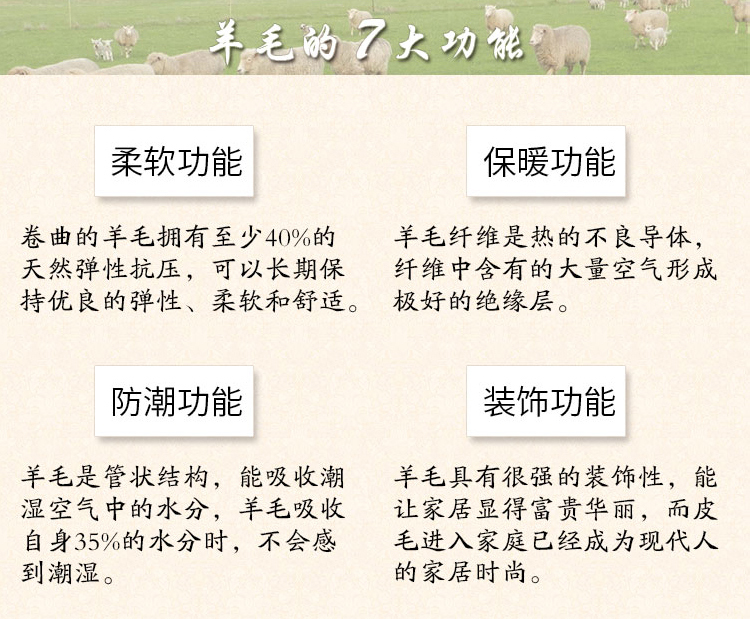 羊毛的7大功能
柔软功能
卷曲的羊毛拥有至少40%的
天然弹性抗压，可以长期保
持优良的弹性、柔软和舒适。
保暖功能
羊毛纤维是热的不良导体，
纤维中含有的大量空气形成
极好的绝缘层。
防潮功能
羊毛是管状结构，能吸收潮
湿空气中的水分，羊毛吸收
自身35%的水分时，不会感
到潮湿。
装饰功能
羊毛具有很强的装饰性，能
让家居显得富贵华丽，而皮
毛进入家庭已经成为现代人
的家居时尚。